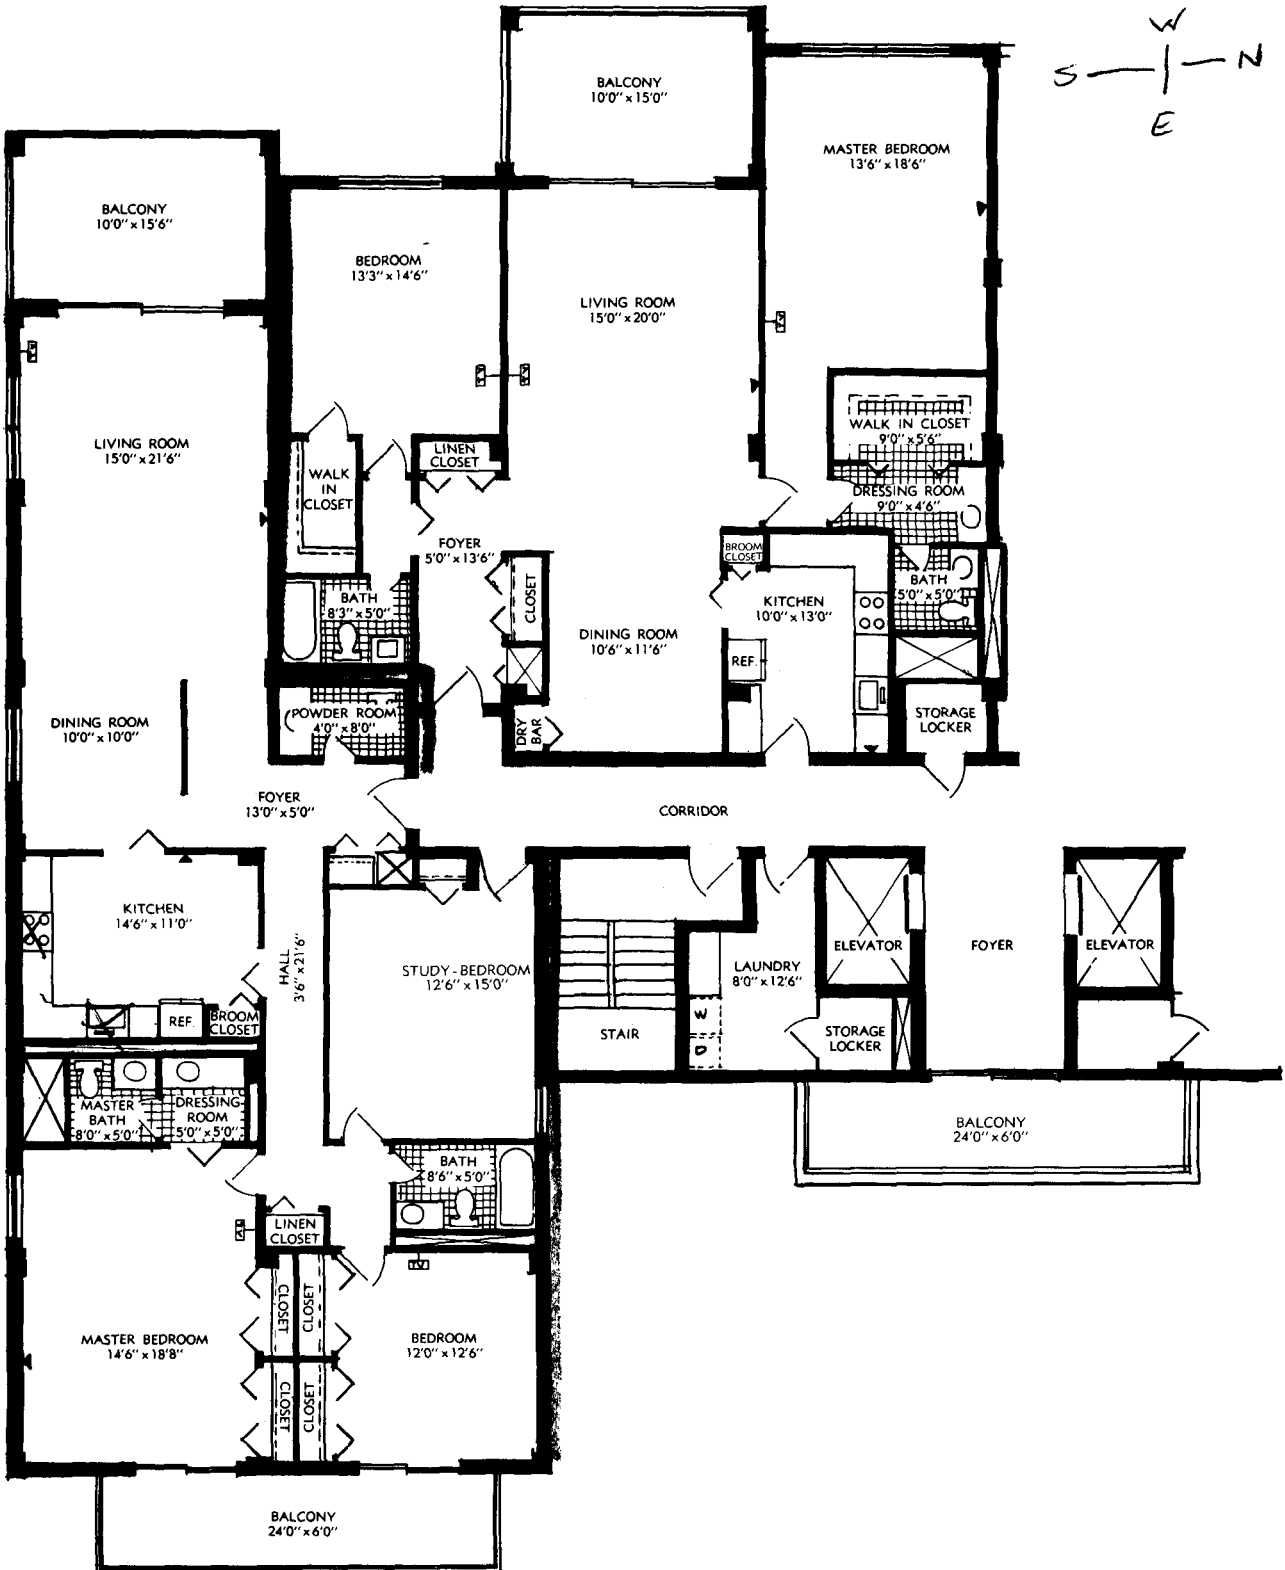 W
S N
E
BALCONY
10'0" x 15'0"
MASTER BEDROOM
13'6" x 18'6"
BALCONY
10'0" x 15'6"
BEDROOM
13'3" x 14'6"
LIVING ROOM
15'0" x 20'0"
LIVING ROOM
15'0" x 21'6"
WALK IN CLOSET
9'0" x 5'6"
LINEN
CLOSET
WALK
IN
CLOSET
DRESSING ROOM
9'0" x 4'6"
FOYER
5'0" x 13'6"
BROOM
CLOSET
CLOSET
BATH
5'0" x 5'0"
BATH
8'3" x 5'0"
KITCHEN
10'0" x 13'0"
DINING ROOM
10'6" x 11'6"
REF.
POWDER ROOM
4'0" x 8'0"
DRY
BAR
STORAGE
LOCKER
DINING ROOM
10'0" x 10'0"
FOYER
13'0" x 5'0"
CORRIDOR
KITCHEN
14'6" x 11'0"
HALL
3'6" x 21'6"
STUDY-BEDROOM
12'6" x 15'0"
ELEVATOR
FOYER
ELEVATOR
LAUNDRY
8'0" x 12'6"
W
D
STAIR
STORAGE
LOCKER
REF.
BROOM
CLOSET
MASTER
BATH
8'0" x 5'0"
DRESSING
ROOM
5'0" x 5'0"
BALCONY
24'0" x 6'0"
BATH
8'6" x 5'0"
LINEN
CLOSET
CLOSET
CLOSET
MASTER BEDROOM
14'6" x 18'8"
BEDROOM
12'0" x 12'6"
CLOSET
CLOSET
BALCONY
24'0" x 6'0"